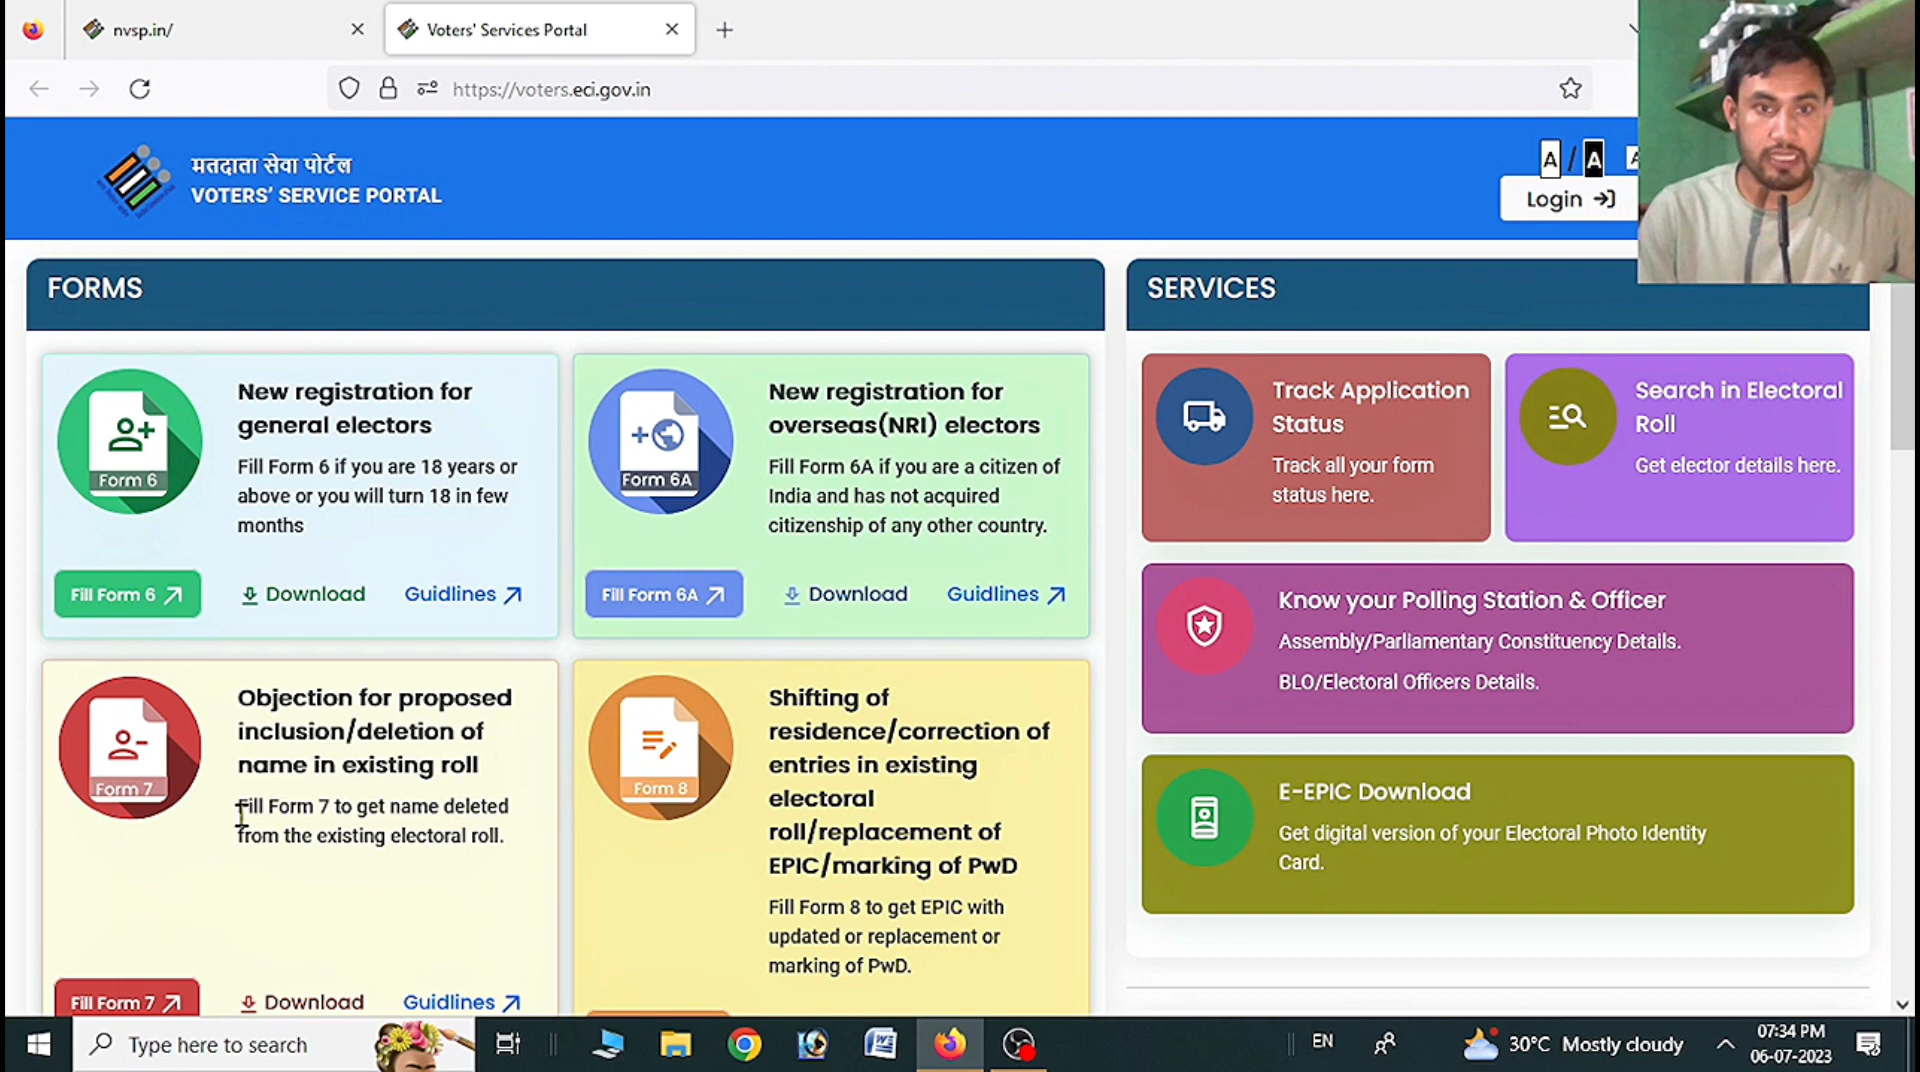 nvsp.in/
Voters' Services Portal
https://voters.eci.gov.in
A / A
मतदाता सेवा पोर्टल
VOTERS' SERVICE PORTAL
Login
FORMS
New registration for
general electors
Fill Form 6 if you are 18 years or
above or you will turn 18 in few
months
Form 6
Fill Form 6
Download
Guidlines
New registration for
overseas(NRI) electors
Fill Form 6A if you are a citizen of
India and has not acquired
citizenship of any other country.
Form 6A
Fill Form 6A
Download
Guidlines
Objection for proposed
inclusion/deletion of
name in existing roll
Fill Form 7 to get name deleted
from the existing electoral roll.
Form 7
Fill Form 7
Download
Guidlines
Shifting of
residence/correction of
entries in existing
electoral
roll/replacement of
EPIC/marking of PwD
Fill Form 8 to get EPIC with
updated or replacement or
marking of PwD.
Form 8
SERVICES
Track Application
Status
Track all your form
status here.
Search in Electoral
Roll
Get elector details here.
Know your Polling Station & Officer
Assembly/Parliamentary Constituency Details.
BLO/Electoral Officers Details.
E-EPIC Download
Get digital version of your Electoral Photo Identity
Card.
Type here to search
EN
30°C Mostly cloudy
07:34 PM
06-07-2023